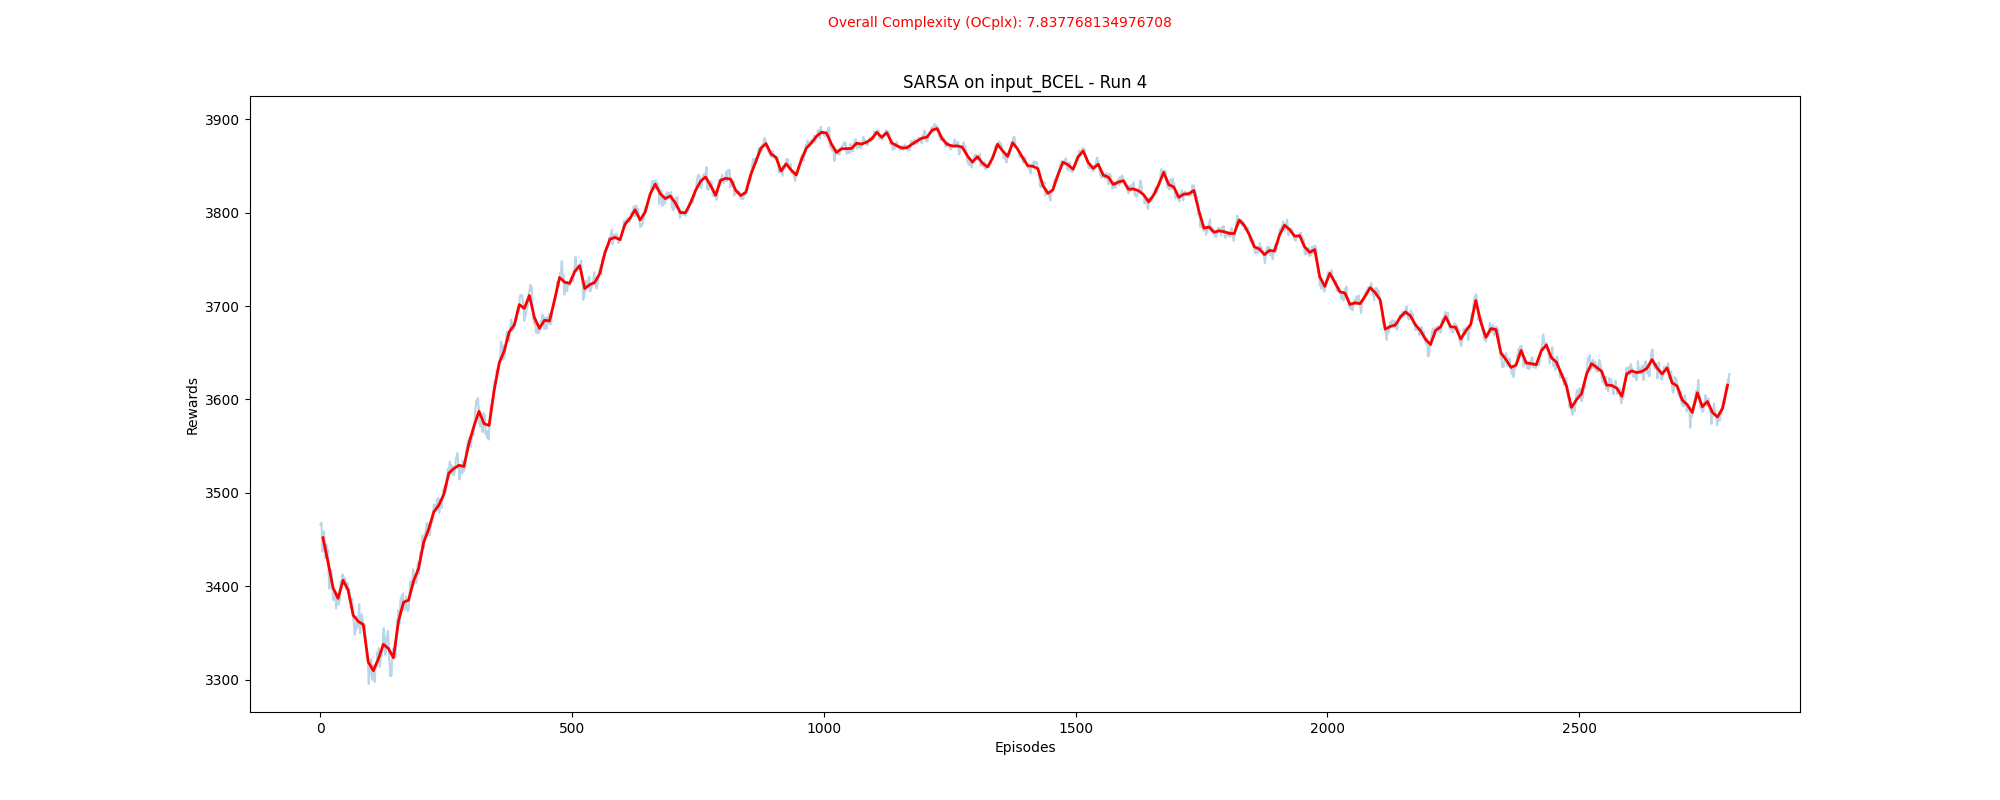 Overall Complexity (OCplx): 7.837768134976708
SARSA on input_BCEL - Run 4
3900
3800
3700
3600
3500
3400
3300
Rewards
0 500 1000 1500 2000 2500
Episodes